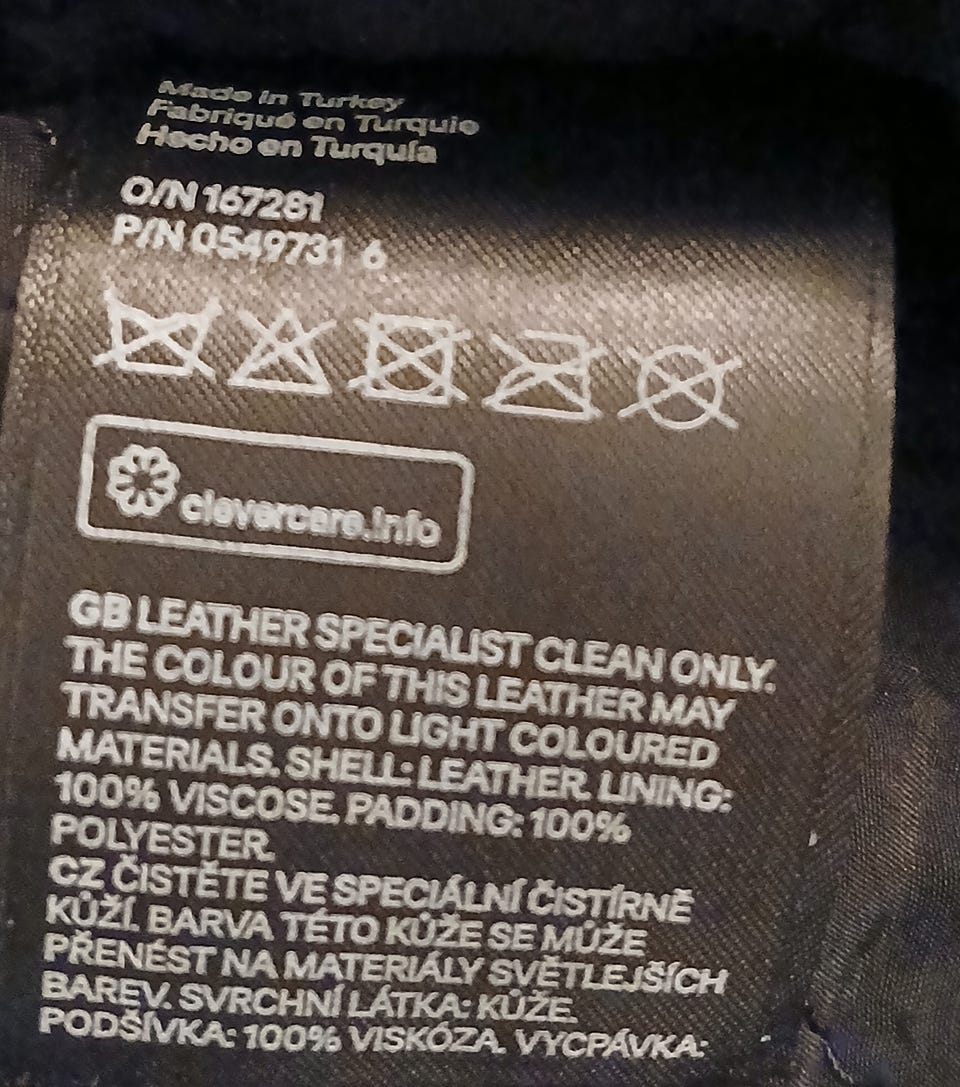 Made in Turkey
Fabriqué en Turquie
Hecho en Turquía
O/N 167281
P/N 0549731 6
clevercare.info
GB LEATHER SPECIALIST CLEAN ONLY.
THE COLOUR OF THIS LEATHER MAY
TRANSFER ONTO LIGHT COLOURED
MATERIALS. SHELL: LEATHER. LINING:
100% VISCOSE. PADDING: 100%
POLYESTER.
CZ ČISTĚTE VE SPECIÁLNÍ ČISTÍRNĚ
KŮŽÍ. BARVA TÉTO KŮŽE SE MŮŽE
PŘENÉST NA MATERIÁLY SVĚTLEJŠÍCH
BAREV. SVRCHNÍ LÁTKA: KŮŽE.
PODŠÍVKA: 100% VISKÓZA. VYCPÁVKA: